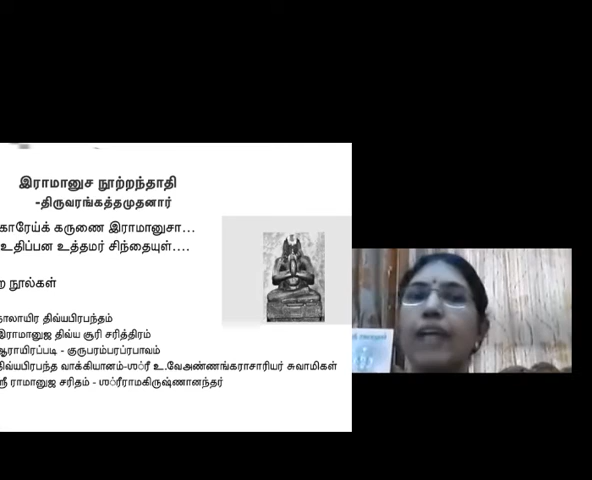 இராமானுச நூற்றந்தாதி
-திருவரங்கத்தமுதனார்
காரேய்க் கருணை இராமானுசா...
உதிப்பன உத்தமர் சிந்தையுள்....
நூல்கள்
நாலாயிர திவ்யபிரபந்தம்
இராமானுஜ திவ்ய சூரி சரித்திரம்
ஆராயிரப்படி - குருபரம்பரப்ரபாவம்
திவ்யபிரபந்த வாக்கியானம்-ஶ்ரீ உ.வேஅண்ணங்கராசாரியர் சுவாமிகள்
ஸ்ரீ ராமானுஜ சரிதம் - ஶ்ரீராமகிருஷ்ணானந்தர்